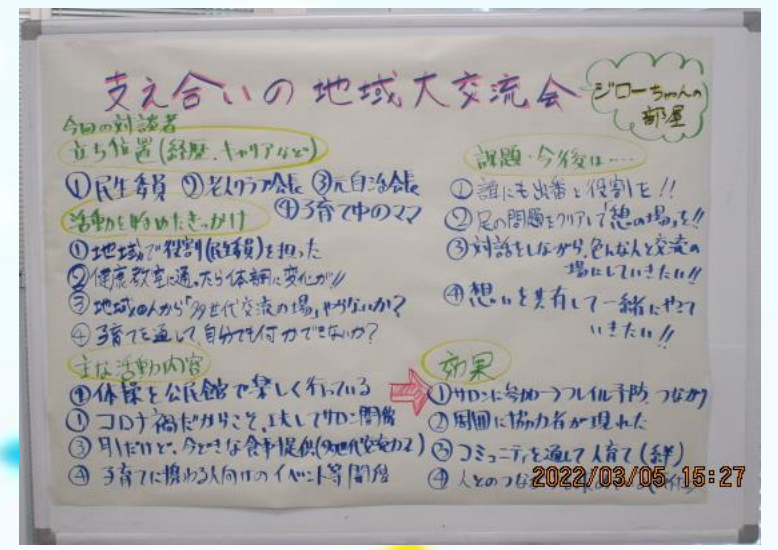 支え合いの地域大交流会
ジローちゃんの
部屋
今回の対談者
立ち位置(経歴、キャリアなど)
①民生委員 ②老人クラブ会長 ③元自治会長
④子育て中のママ
活動を始めたきっかけ
①地域で役割(民生委員)を担った
②健康教室に通ったら体調に変化が!!
③地域の人から「多世代交流の場」やらないか?
④子育てを通して、自分でも何かできないか?
主な活動内容
体操を公民館で楽しく行っている
①コロナ禍だからこそ、工夫してサロン開催
③月1だけど、今どきな食事提供
④子育てに携わる人向けのイベント等開催
課題・今後は……
①誰にも出番と役割を!!
②足の問題をクリアして「憩の場」を!!
③対話をしながら、色んな人と交流の
場にしていきたい!!
④想いを共有して一緒にやって
いきたい!!
効果
①サロンに参加→フレイル予防、つながり
②周囲に協力者が現れた
③コミュニティを通して人育て(絆)
④人とのつな
2022/03/05 15:27